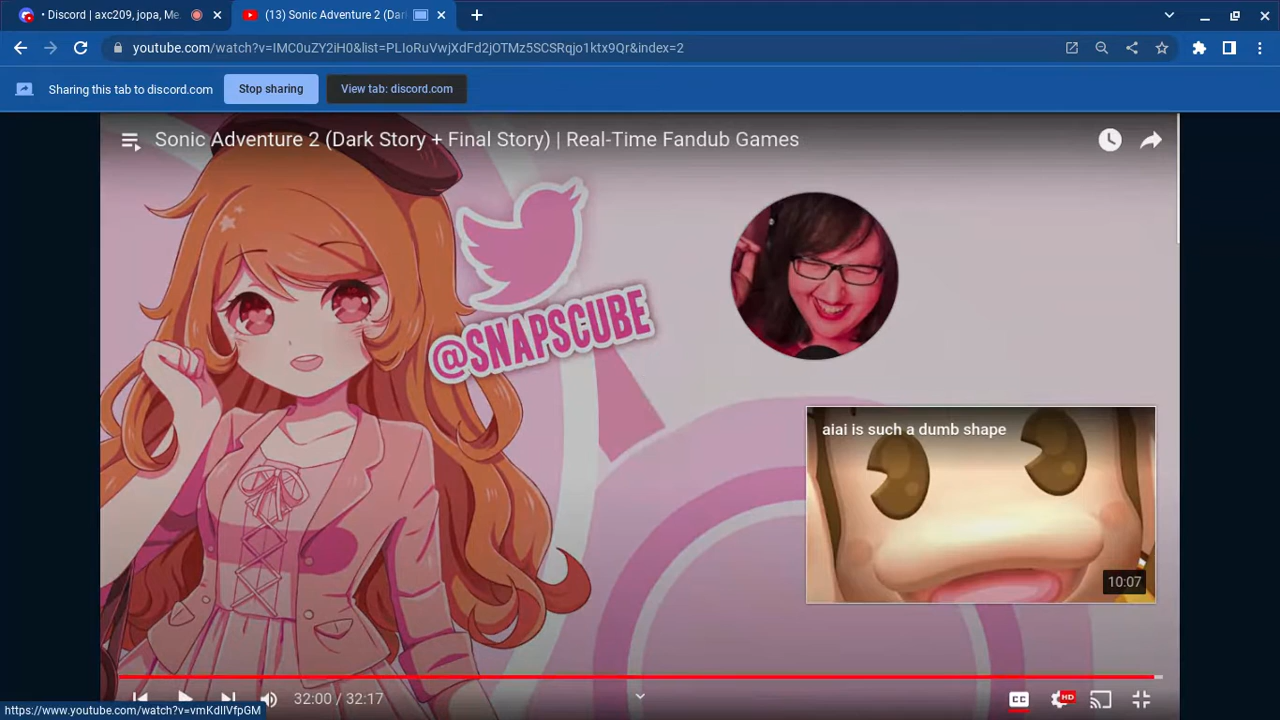 • Discord | axc209, jopa, Me
(13) Sonic Adventure 2 (Dar
youtube.com/watch?v=IMC0uZY2iH0&list=PLIoRuVwjXdFd2jOTMz5SCSRqjo1ktx9Qr&index=2
Sharing this tab to discord.com
Stop sharing
View tab: discord.com
Sonic Adventure 2 (Dark Story + Final Story) | Real-Time Fandub Games
@SNAPSCUBE
aiai is such a dumb shape
10:07
32:00 / 32:17
CC
HD
https://www.youtube.com/watch?v=vmKdIIVfpGM